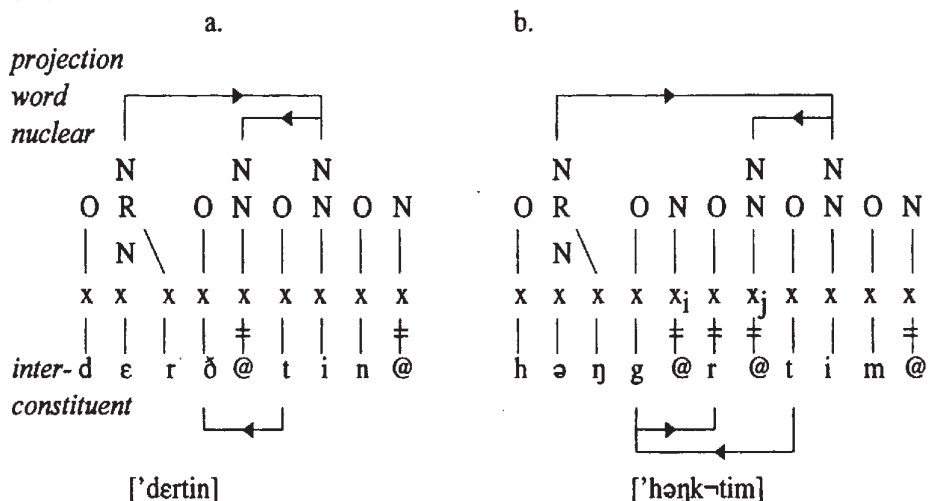 a. b.
projection
word
nuclear
N N N N N N
O R O N O N O N O R O N O N O N O N
N N
x x x x x x x x x x x x x x xi x xj x x x x
ǂ ǂ ǂ ǂ ǂ ǂ
inter- d ɛ r ð @ t i n @ h ə ŋ g @ r @ t i m @
constituent
['dɛrtin] ['həŋk¬tim]